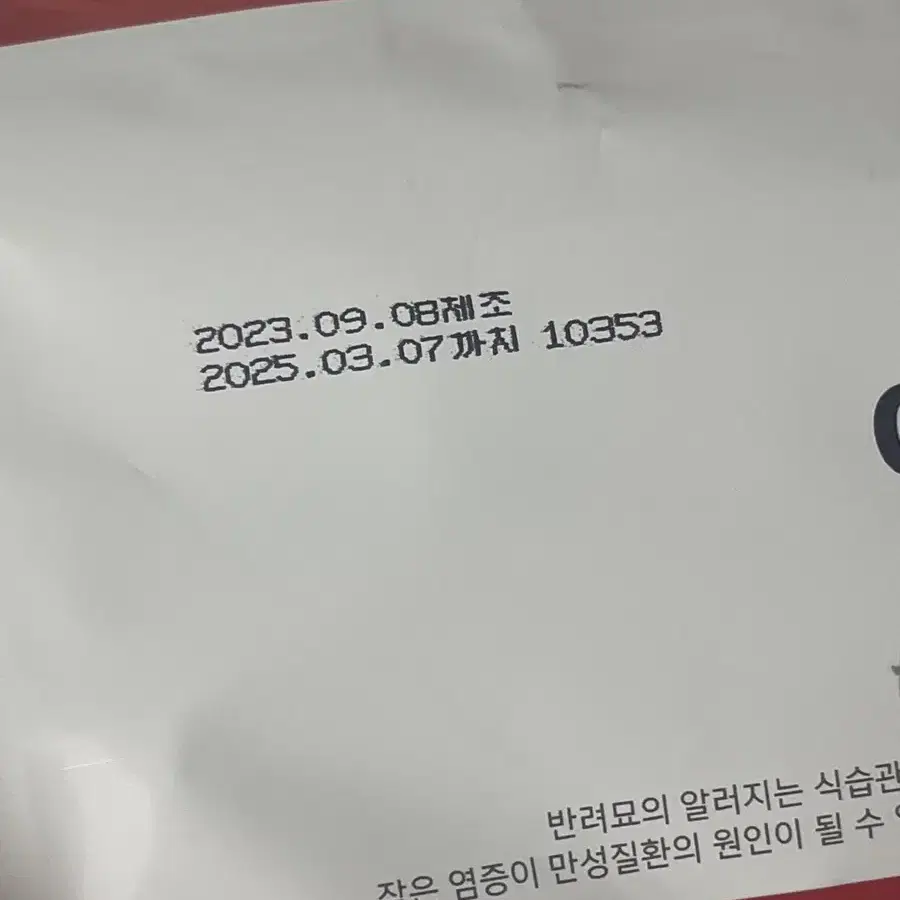 2023.09.08제조
2025.03.07까지 10353
반려묘의 알러지는 식습관
작은 염증이 만성질환의 원인이 될 수